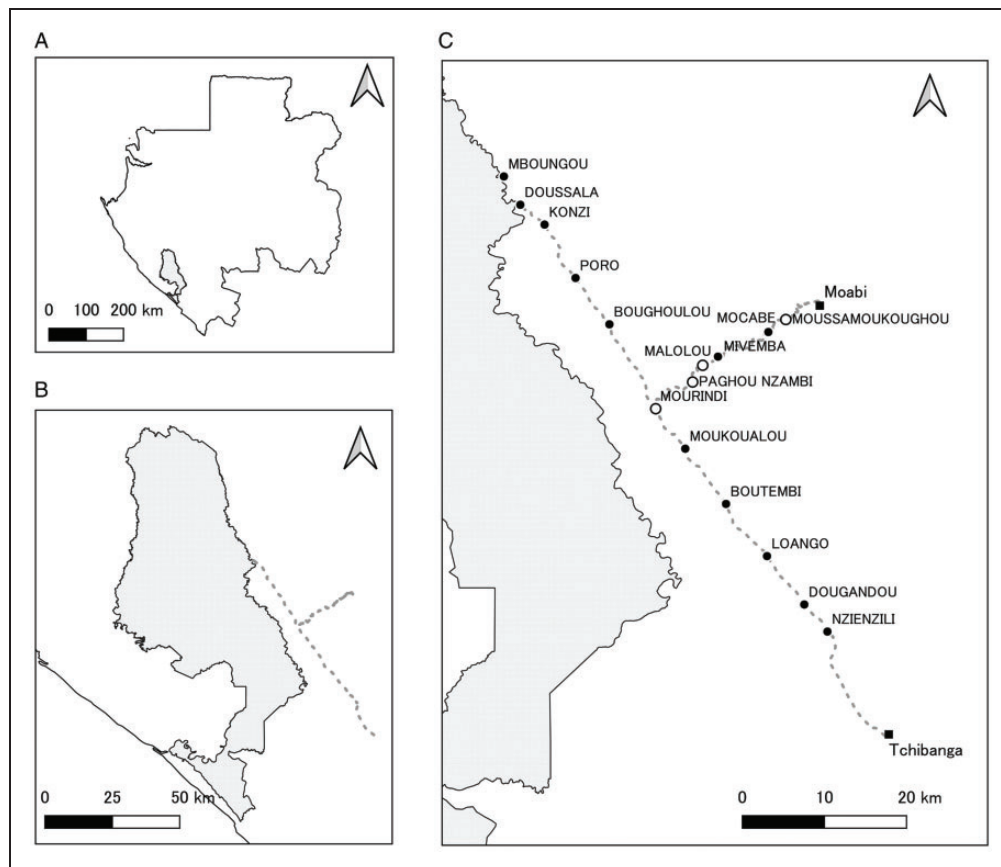 A
0 100 200 km
B
0 25 50 km
C
MBOUNGOU
DOUSSALA
KONZI
PORO
BOUGHOULOU
Moabi
MOCABE MOUSSAMOUKOUGHOU
MALOLOU MIVEMBA
PAGHOU NZAMBI
MOURINDI
MOUKOUALOU
BOUTEMBI
LOANGO
DOUGANDOU
NZIENZILI
Tchibanga
0 10 20 km